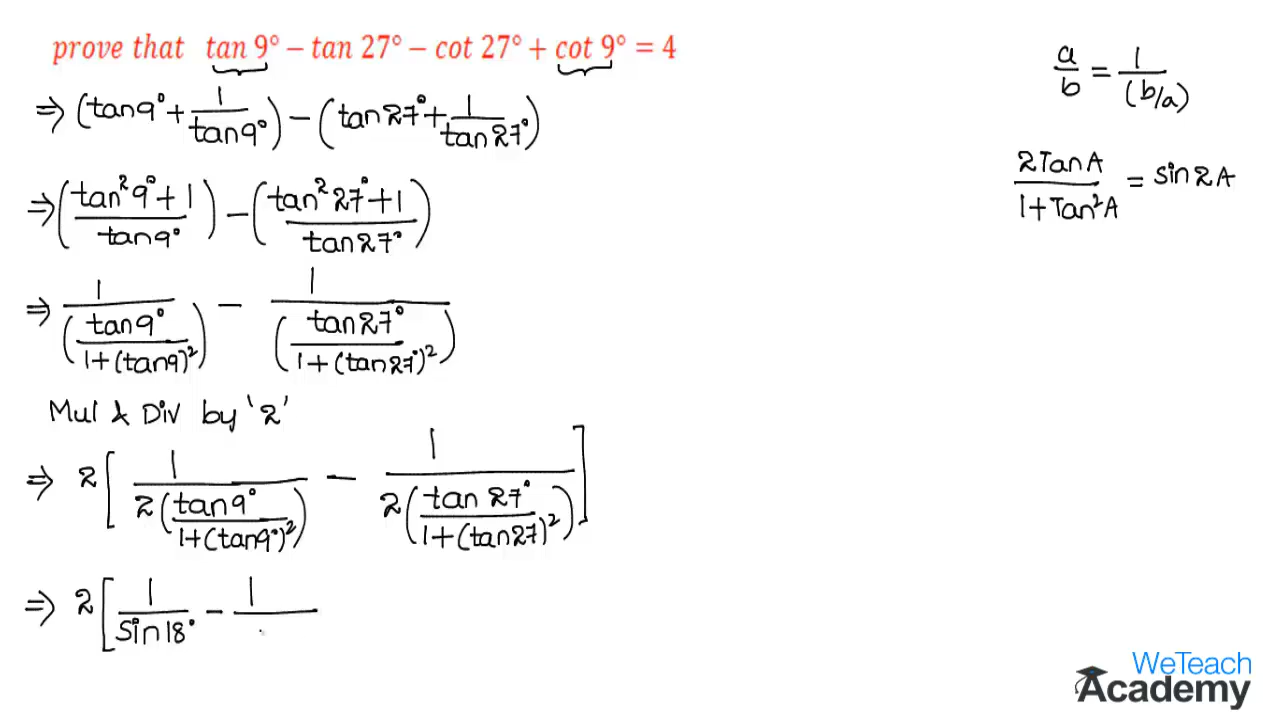 prove that tan 9° − tan 27° − cot 27° + cot 9° = 4
⇒ (tan9° + 1/tan9°) − (tan27° + 1/tan27°)
⇒ ((tan²9° + 1)/tan9°) − ((tan²27° + 1)/tan27°)
⇒ 1/(tan9°/(1+(tan9)²)) − 1/(tan27°/(1+(tan27°)²))
Mul & Div by '2'
⇒ 2[1/(2(tan9°/(1+(tan9°)²))) − 1/(2(tan27°/(1+(tan27)²)))]
⇒ 2[1/Sin18° − 1/
a/b = 1/(b/a)
2TanA/(1+Tan²A) = sin2A
WeTeach
Academy